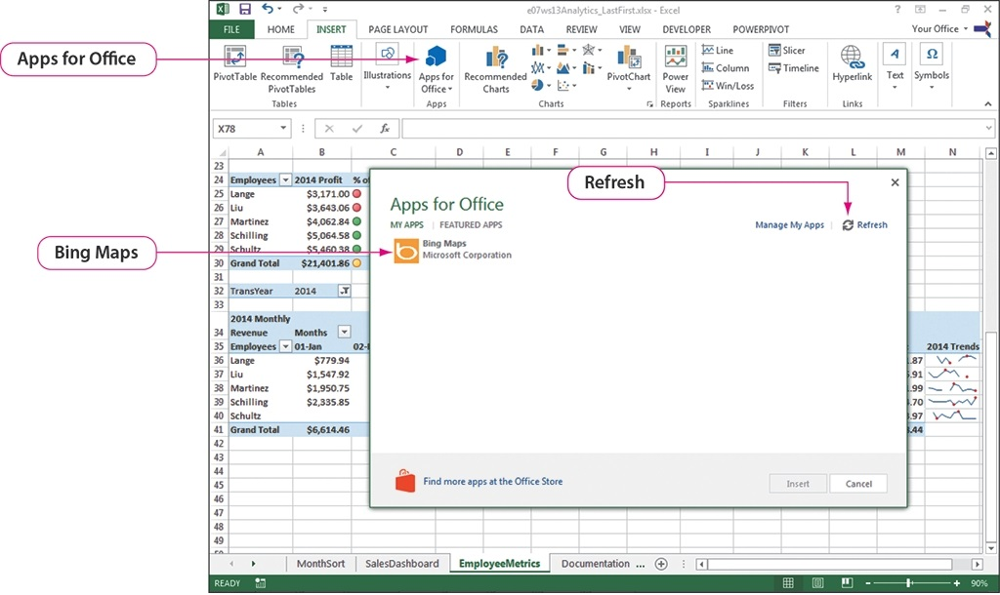 e07ws13Analytics_LastFirst.xlsx - Excel
FILE HOME INSERT PAGE LAYOUT FORMULAS DATA REVIEW VIEW DEVELOPER POWERPIVOT Your Office
Apps for Office
PivotTable
Recommended PivotTables
Table
Tables
Illustrations
Apps for Office
Apps
Recommended Charts
PivotChart
Charts
Power View
Reports
Line
Column
Win/Loss
Sparklines
Slicer
Timeline
Filters
Hyperlink
Links
Text
Symbols
X78 fx
A B C D E F G H I J K L M N
23
24 Employees 2014 Profit % of
25 Lange $3,171.00
26 Liu $3,643.06
27 Martinez $4,062.84
28 Schilling $5,064.58
29 Schultz $5,460.38
30 Grand Total $21,401.86
31
32 TransYear 2014
33
2014 Monthly
34 Revenue Months
35 Employees 01-Jan 02- 2014 Trends
36 Lange $779.94 .87
37 Liu $1,547.92 .91
38 Martinez $1,950.75 .99
39 Schilling $2,335.85 .70
40 Schultz .97
41 Grand Total $6,614.46 .44
42
43
44
45
46
47
48
49
Refresh
Apps for Office
MY APPS FEATURED APPS Manage My Apps Refresh
Bing Maps
Bing Maps
Microsoft Corporation
Find more apps at the Office Store Insert Cancel
MonthSort SalesDashboard EmployeeMetrics Documentation ...
READY 90%